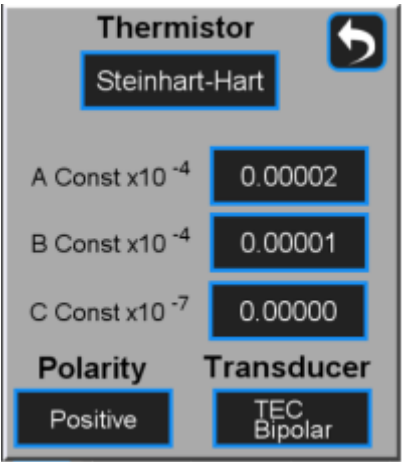 Thermistor
Steinhart-Hart
A Const x10 -4 0.00002
B Const x10 -4 0.00001
C Const x10 -7 0.00000
Polarity Transducer
Positive TEC
Bipolar